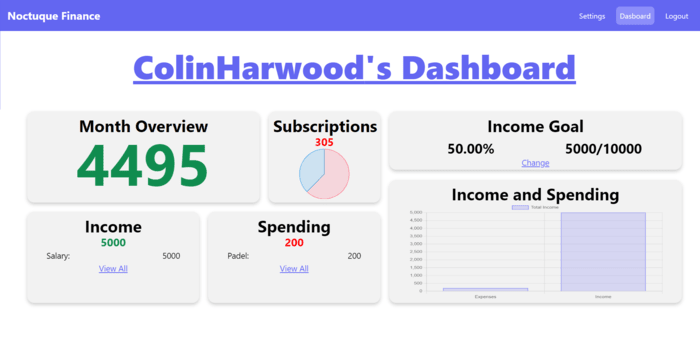 Noctuque Finance
Settings
Dasboard
Logout
ColinHarwood's Dashboard
Month Overview
4495
Subscriptions
305
Income Goal
50.00%
5000/10000
Change
Income
5000
Salary:
5000
View All
Spending
200
Padel:
200
View All
Income and Spending
Total Income
5,000
4,500
4,000
3,500
3,000
2,500
2,000
1,500
1,000
500
0
Expenses
Income